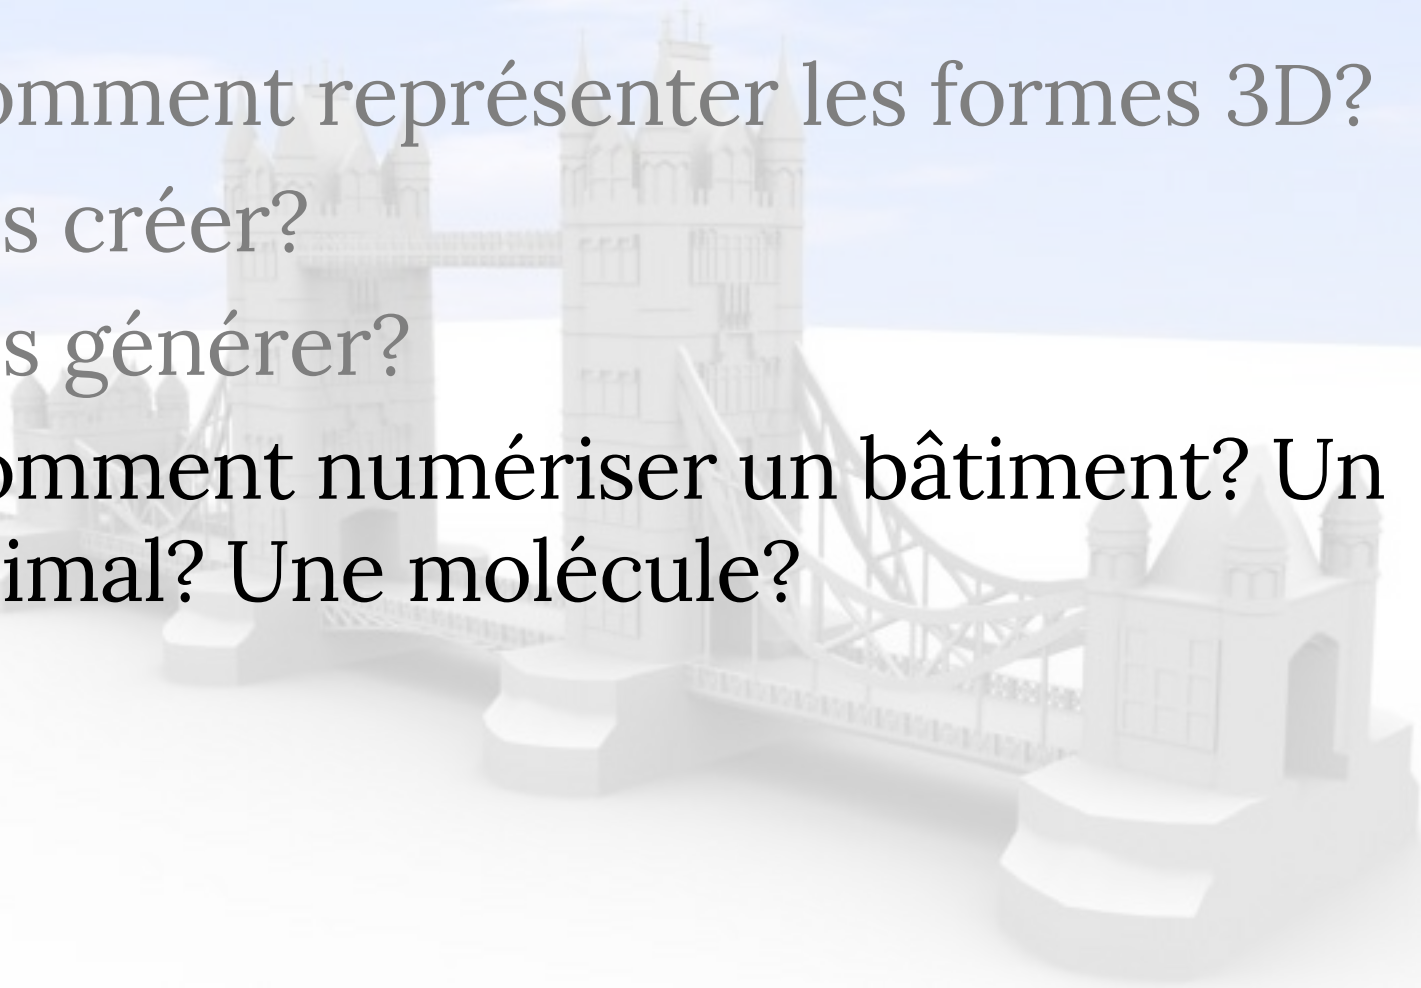 omment représenter les formes 3D?
s créer?
s générer?
omment numériser un bâtiment? Un
imal? Une molécule?